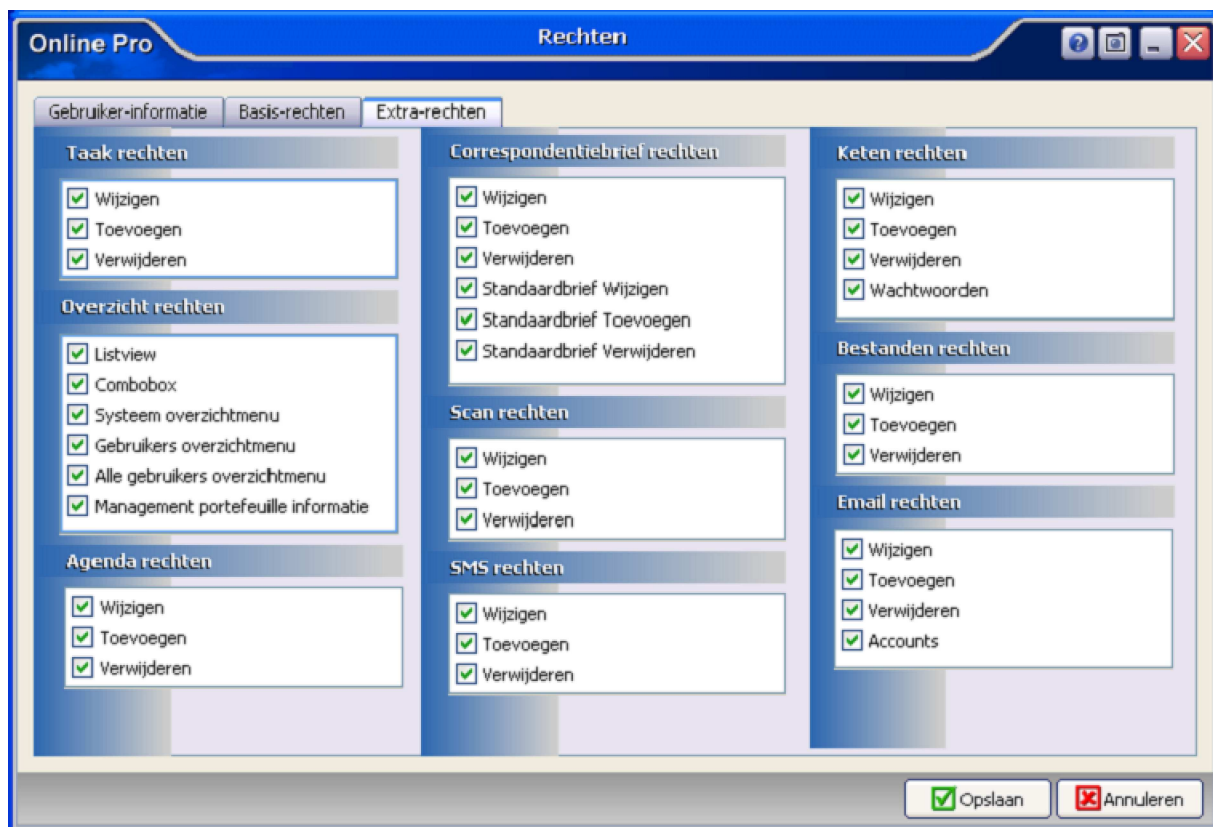 Online Pro
Rechten
Gebruiker-informatie
Basis-rechten
Extra-rechten
Taak rechten
Wijzigen
Toevoegen
Verwijderen
Overzicht rechten
Listview
Combobox
Systeem overzichtmenu
Gebruikers overzichtmenu
Alle gebruikers overzichtmenu
Management portefeuille informatie
Agenda rechten
Wijzigen
Toevoegen
Verwijderen
Correspondentiebrief rechten
Wijzigen
Toevoegen
Verwijderen
Standaardbrief Wijzigen
Standaardbrief Toevoegen
Standaardbrief Verwijderen
Scan rechten
Wijzigen
Toevoegen
Verwijderen
SMS rechten
Wijzigen
Toevoegen
Verwijderen
Keten rechten
Wijzigen
Toevoegen
Verwijderen
Wachtwoorden
Bestanden rechten
Wijzigen
Toevoegen
Verwijderen
Email rechten
Wijzigen
Toevoegen
Verwijderen
Accounts
Opslaan
Annuleren